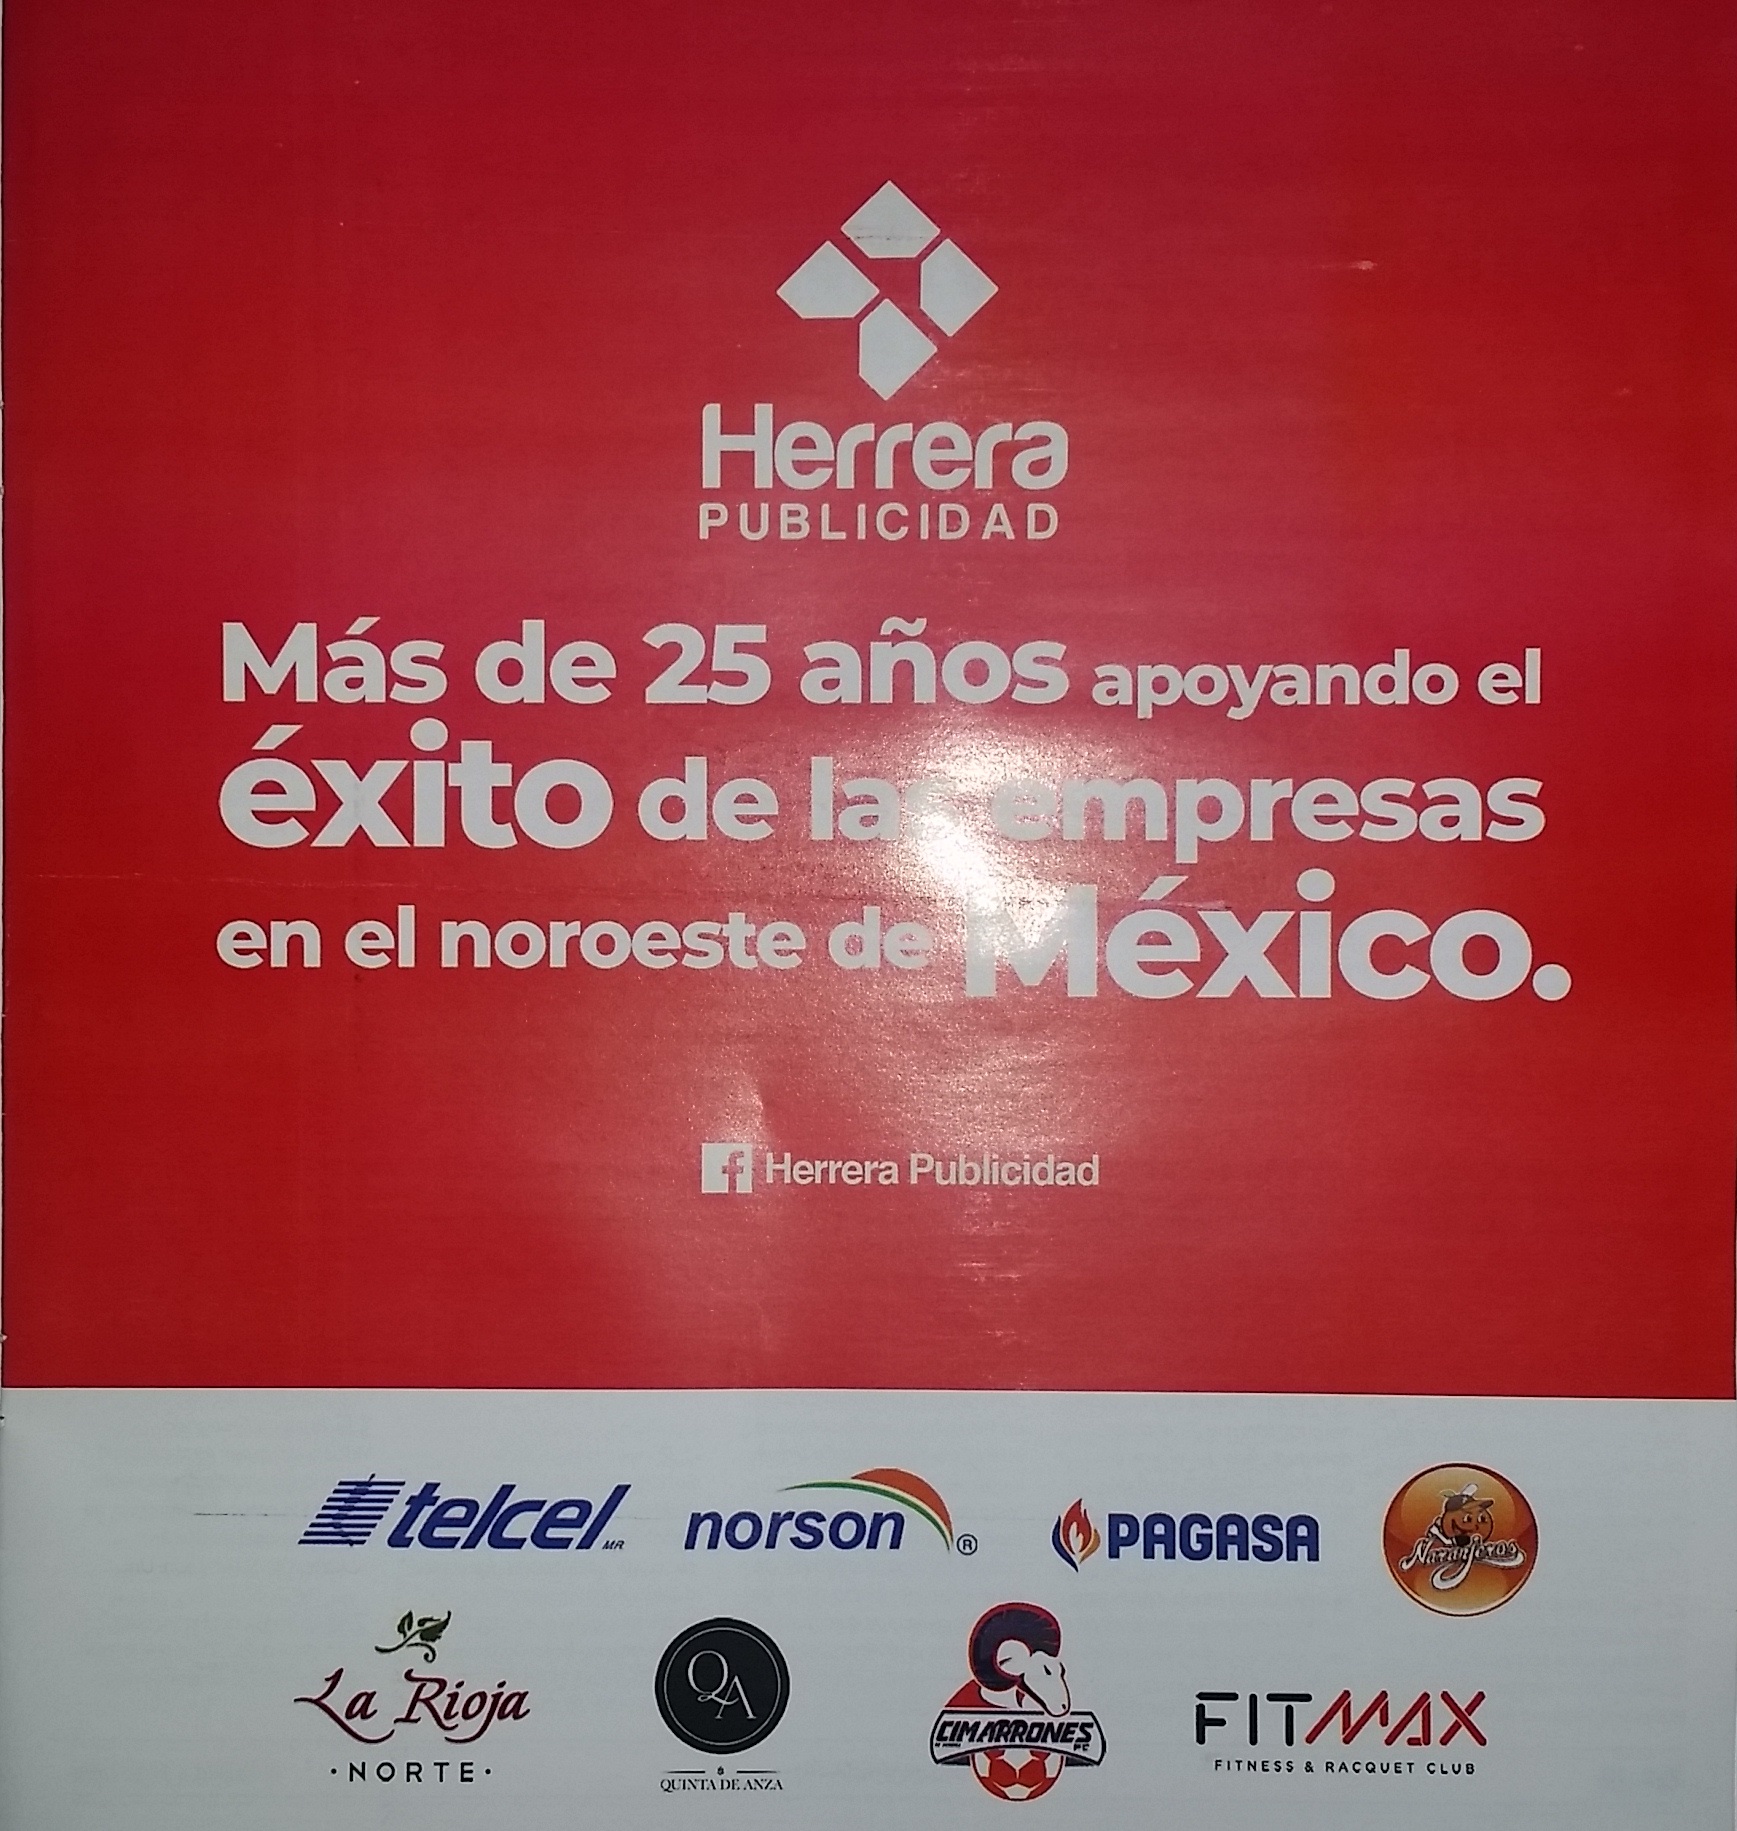 Herrera
PUBLICIDAD
Más de 25 años apoyando el
éxito de las empresas
en el noroeste de México.
f Herrera Publicidad
telcel MR
norson ®
PAGASA
Naranjeros
La Rioja
·NORTE·
QA
QUINTA DE ANZA
CIMARRONES
FC
FITMAX
FITNESS & RACQUET CLUB